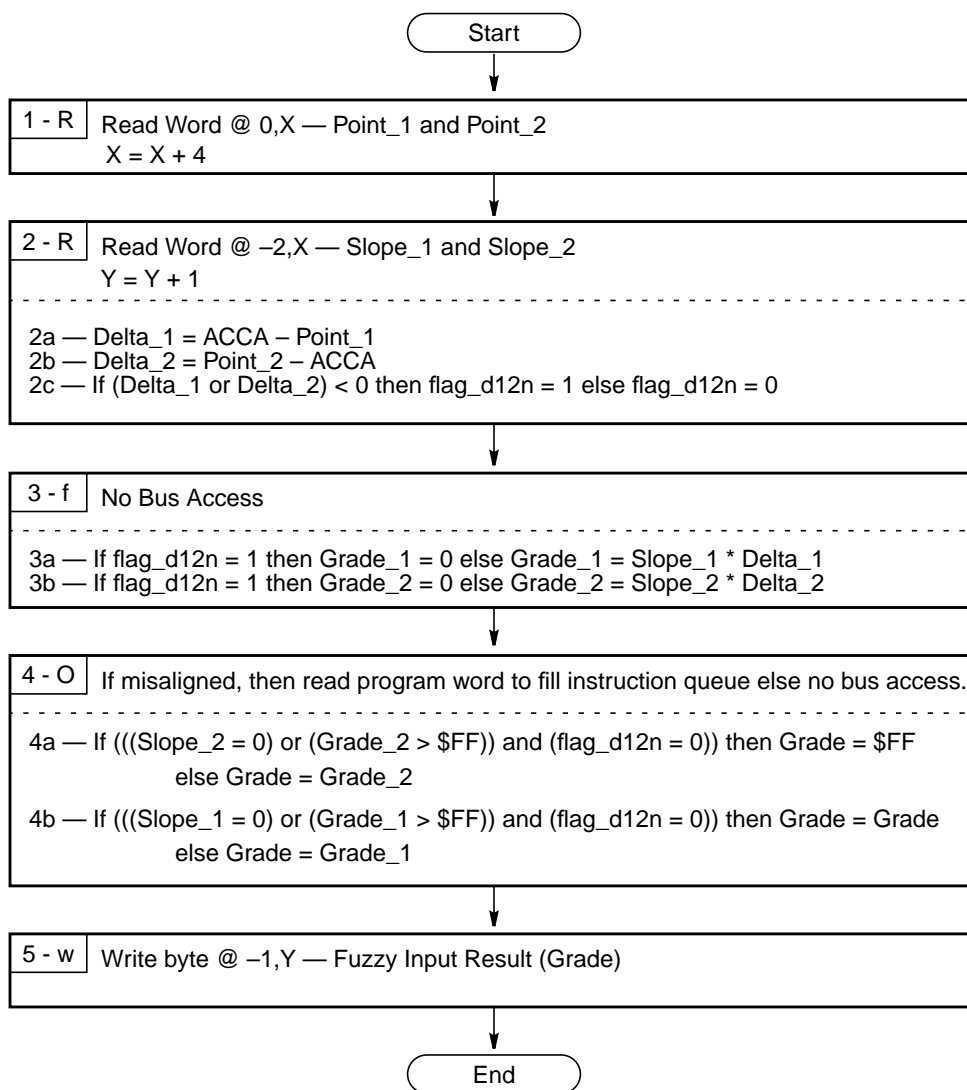 Start
1 - R
Read Word @ 0,X — Point_1 and Point_2
X = X + 4
2 - R
Read Word @ –2,X — Slope_1 and Slope_2
Y = Y + 1
2a — Delta_1 = ACCA – Point_1
2b — Delta_2 = Point_2 – ACCA
2c — If (Delta_1 or Delta_2) < 0 then flag_d12n = 1 else flag_d12n = 0
3 - f
No Bus Access
3a — If flag_d12n = 1 then Grade_1 = 0 else Grade_1 = Slope_1 * Delta_1
3b — If flag_d12n = 1 then Grade_2 = 0 else Grade_2 = Slope_2 * Delta_2
4 - O
If misaligned, then read program word to fill instruction queue else no bus access.
4a — If (((Slope_2 = 0) or (Grade_2 > $FF)) and (flag_d12n = 0)) then Grade = $FF
else Grade = Grade_2
4b — If (((Slope_1 = 0) or (Grade_1 > $FF)) and (flag_d12n = 0)) then Grade = Grade
else Grade = Grade_1
5 - w
Write byte @ –1,Y — Fuzzy Input Result (Grade)
End